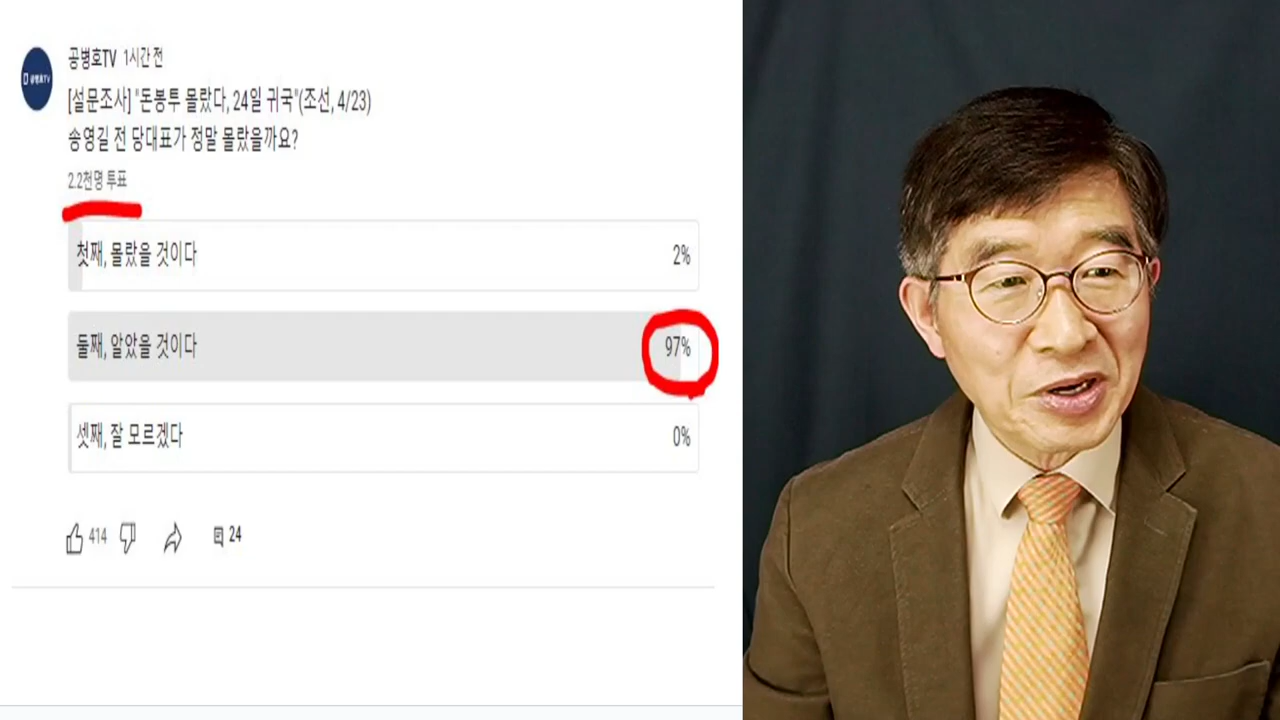 공병호TV 1시간 전
[설문조사] "돈봉투 몰랐다, 24일 귀국"(조선, 4/23)
송영길 전 당대표가 정말 몰랐을까요?
2.2천명 투표
첫째, 몰랐을 것이다 2%
둘째, 알았을 것이다 97%
셋째, 잘 모르겠다 0%
414 24